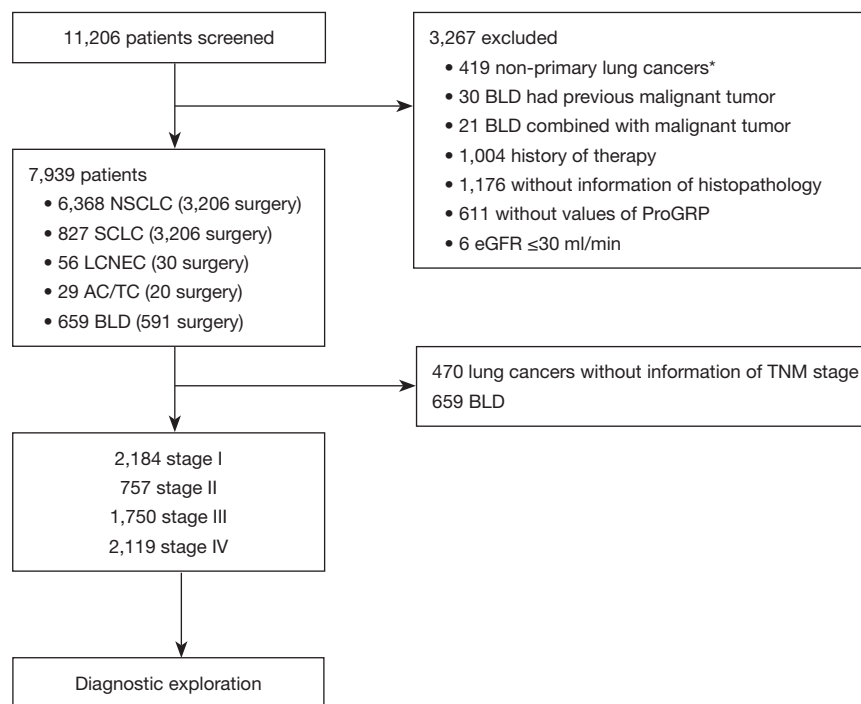 11,206 patients screened
3,267 excluded
• 419 non-primary lung cancers*
• 30 BLD had previous malignant tumor
• 21 BLD combined with malignant tumor
• 1,004 history of therapy
• 1,176 without information of histopathology
• 611 without values of ProGRP
• 6 eGFR ≤30 ml/min
7,939 patients
• 6,368 NSCLC (3,206 surgery)
• 827 SCLC (3,206 surgery)
• 56 LCNEC (30 surgery)
• 29 AC/TC (20 surgery)
• 659 BLD (591 surgery)
470 lung cancers without information of TNM stage
659 BLD
2,184 stage I
757 stage II
1,750 stage III
2,119 stage IV
Diagnostic exploration